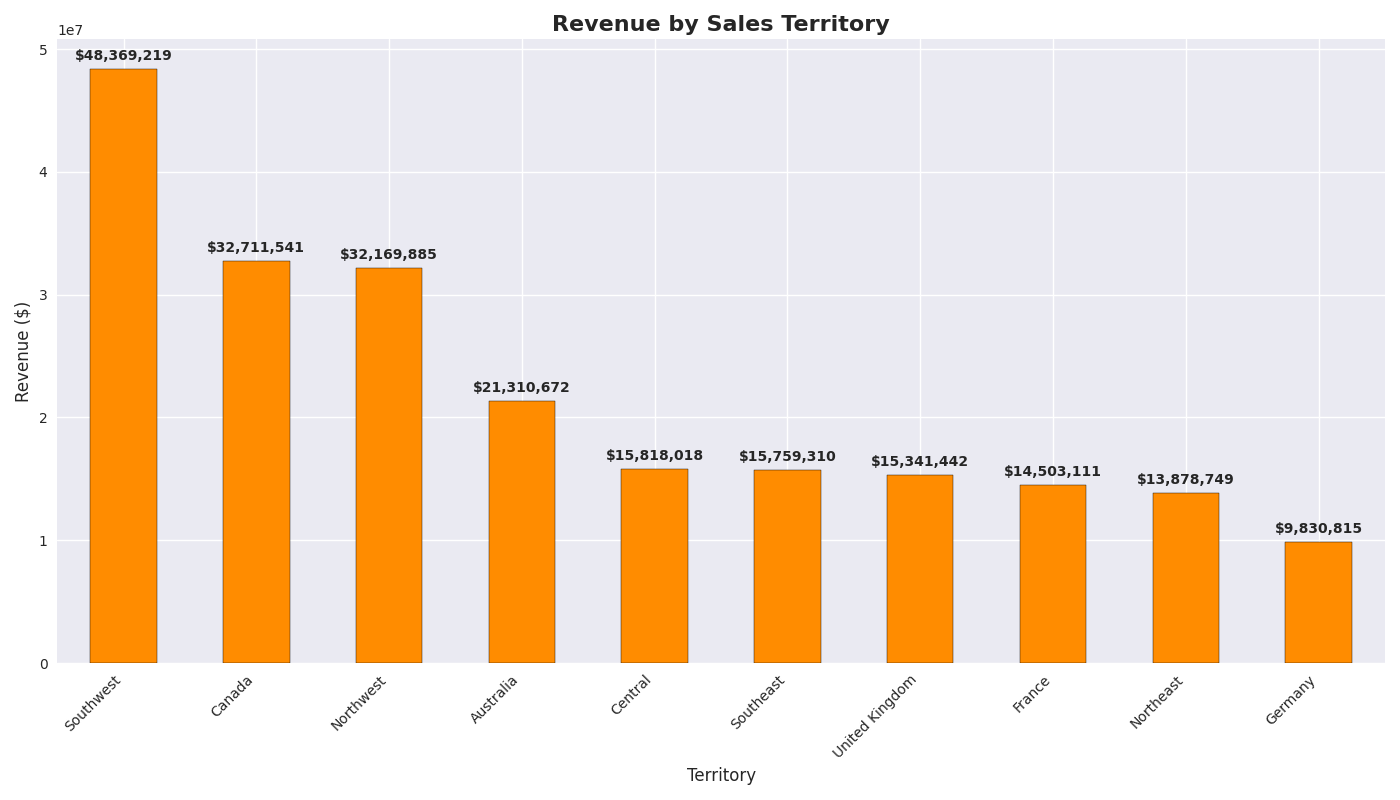 Revenue by Sales Territory
1e7
5
4
3
2
1
0
Revenue ($)
$48,369,219
$32,711,541
$32,169,885
$21,310,672
$15,818,018
$15,759,310
$15,341,442
$14,503,111
$13,878,749
$9,830,815
Southwest
Canada
Northwest
Australia
Central
Southeast
United Kingdom
France
Northeast
Germany
Territory